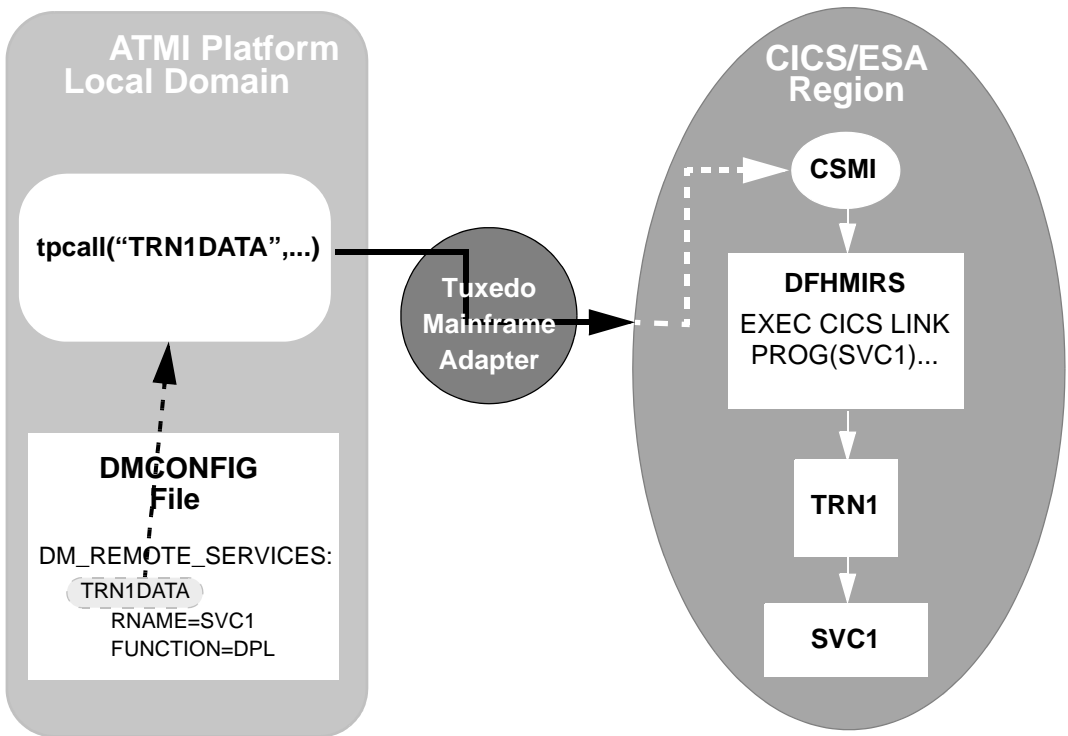 ATMI Platform
Local Domain
tpcall(“TRN1DATA”,...)
DMCONFIG
File
DM_REMOTE_SERVICES:
TRN1DATA
RNAME=SVC1
FUNCTION=DPL
Tuxedo
Mainframe
Adapter
CICS/ESA
Region
CSMI
DFHMIRS
EXEC CICS LINK
PROG(SVC1)...
TRN1
SVC1